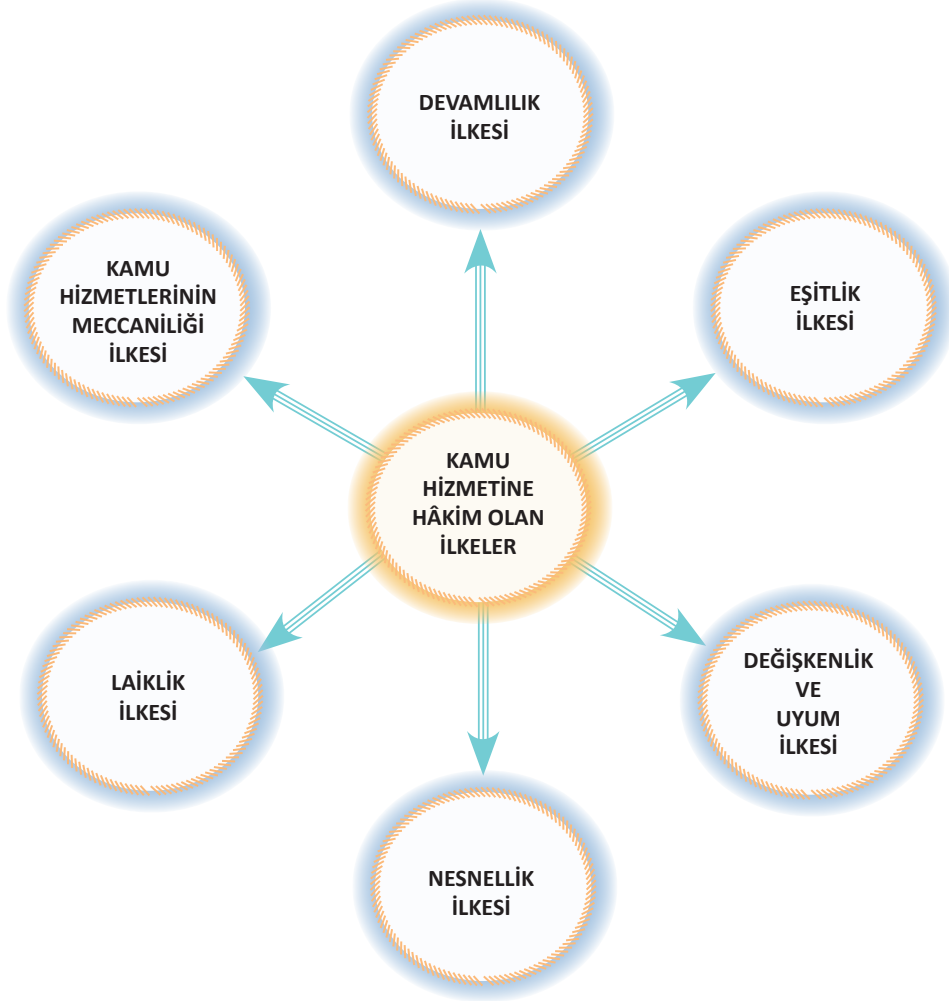 DEVAMLILIK
İLKESİ
KAMU
HİZMETLERİNİN
MECCANİLİĞİ
İLKESİ
EŞİTLİK
İLKESİ
KAMU
HİZMETİNE
HÂKİM OLAN
İLKELER
LAİKLİK
İLKESİ
DEĞİŞKENLİK
VE
UYUM
İLKESİ
NESNELLİK
İLKESİ